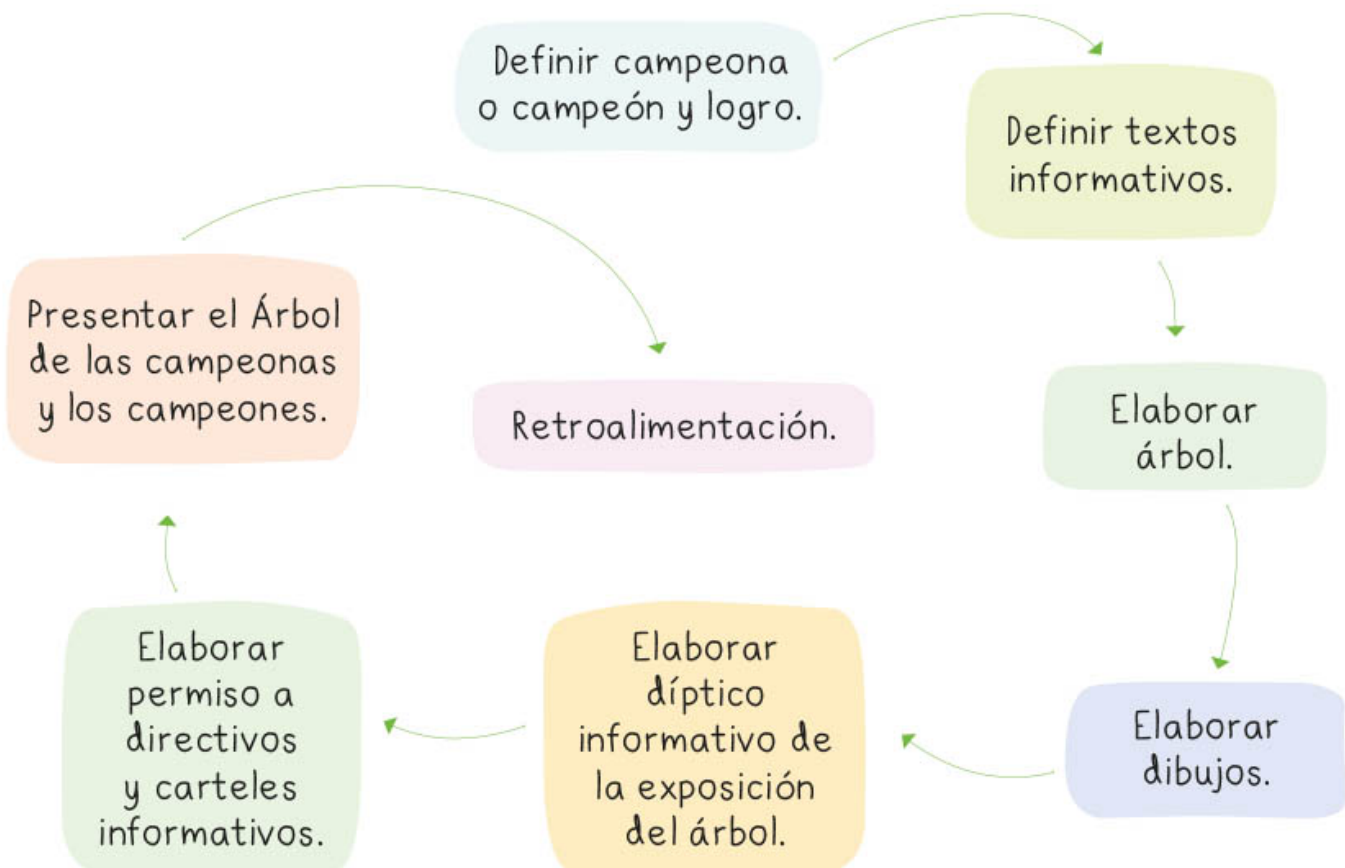 Definir campeona
o campeón y logro.
Definir textos
informativos.
Elaborar
árbol.
Elaborar
dibujos.
Elaborar
díptico
informativo de
la exposición
del árbol.
Elaborar
permiso a
directivos
y carteles
informativos.
Presentar el Árbol
de las campeonas
y los campeones.
Retroalimentación.